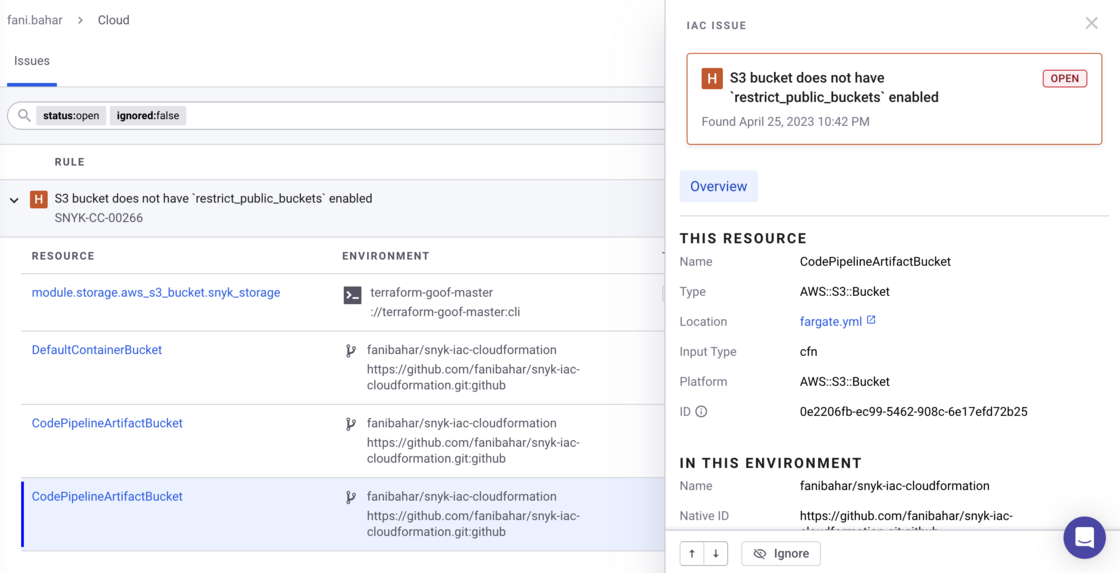 fani.bahar > Cloud
Issues
status:open ignored:false
RULE
H S3 bucket does not have `restrict_public_buckets` enabled
SNYK-CC-00266
RESOURCE ENVIRONMENT
module.storage.aws_s3_bucket.snyk_storage terraform-goof-master
://terraform-goof-master:cli
DefaultContainerBucket fanibahar/snyk-iac-cloudformation
https://github.com/fanibahar/snyk-iac-
cloudformation.git:github
CodePipelineArtifactBucket fanibahar/snyk-iac-cloudformation
https://github.com/fanibahar/snyk-iac-
cloudformation.git:github
CodePipelineArtifactBucket fanibahar/snyk-iac-cloudformation
https://github.com/fanibahar/snyk-iac-
cloudformation.git:github
IAC ISSUE
H S3 bucket does not have OPEN
`restrict_public_buckets` enabled
Found April 25, 2023 10:42 PM
Overview
THIS RESOURCE
Name CodePipelineArtifactBucket
Type AWS::S3::Bucket
Location fargate.yml
Input Type cfn
Platform AWS::S3::Bucket
ID 0e2206fb-ec99-5462-908c-6e17efd72b25
IN THIS ENVIRONMENT
Name fanibahar/snyk-iac-cloudformation
Native ID https://github.com/fanibahar/snyk-iac-
cloudformation.git:github
Ignore